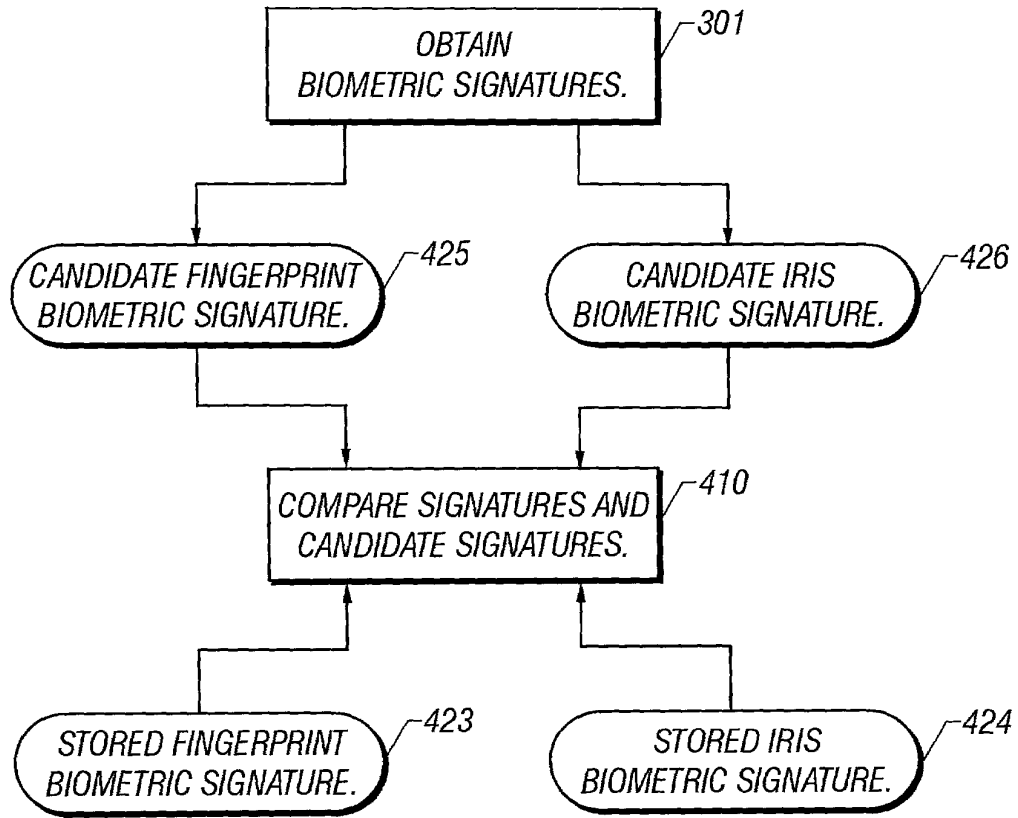 301
OBTAIN
BIOMETRIC SIGNATURES.
425
CANDIDATE FINGERPRINT
BIOMETRIC SIGNATURE.
426
CANDIDATE IRIS
BIOMETRIC SIGNATURE.
410
COMPARE SIGNATURES AND
CANDIDATE SIGNATURES.
423
STORED FINGERPRINT
BIOMETRIC SIGNATURE.
424
STORED IRIS
BIOMETRIC SIGNATURE.